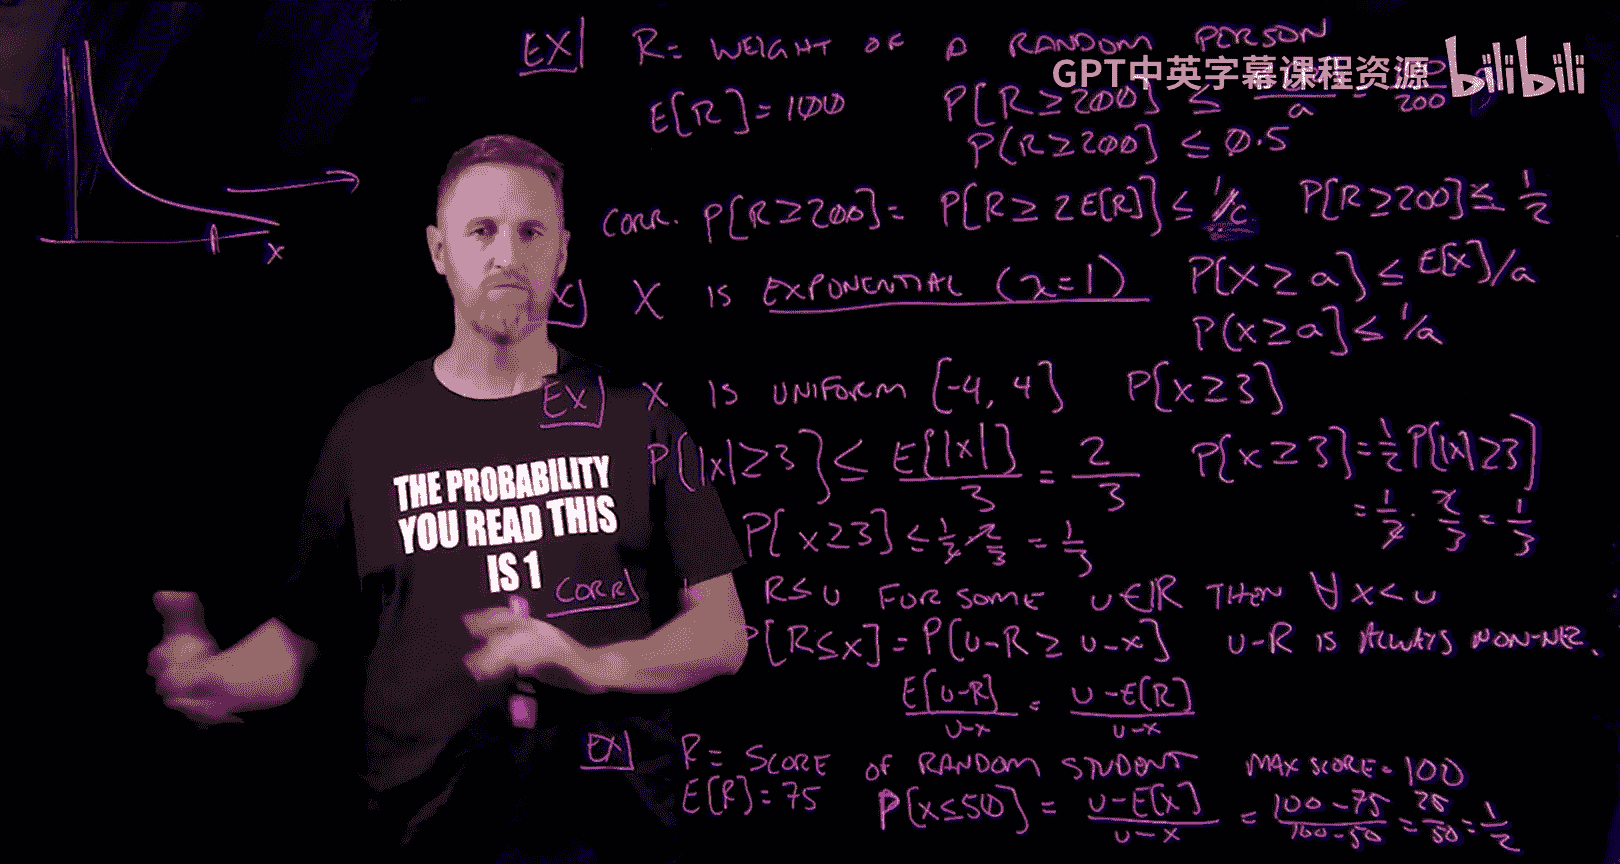 EX R = WEIGHT OF A RANDOM PERSON
GPT中英字幕课程资源 bilibili
E[R] = 100 P[R ≥ 200] ≤ /a = /200
P[R ≥ 200] ≤ 0.5
CORR. P[R ≥ 200] = P[R ≥ 2E[R]] ≤ 1/c. P[R ≥ 200] ≤ 1/2
X
X IS EXPONENTIAL (λ=1) P[X ≥ a] ≤ E[X]/a
P[X ≥ a] ≤ 1/a
EX X IS UNIFORM [-4, 4] P[X ≥ 3]
P[|X| ≥ 3] ≤ E[|X|]/3 = 2/3 P[X ≥ 3] = 1/2 P[|X| ≥ 3]
= 1/2 · 2/3 = 1/3
P[X ≥ 3] ≤ 1/2 · 2/3 = 1/3
THE PROBABILITY
YOU READ THIS
IS 1
CORR R ≤ U FOR SOME U ∈ ℝ THEN ∀ X < U
P[R ≤ X] = P[U-R ≥ U-X] U-R IS ALWAYS NON-NEG.
E[U-R]/U-X = U-E[R]/U-X
EX R = SCORE OF RANDOM STUDENT MAX SCORE = 100
E[R] = 75 P[X ≤ 50] = U-E[X]/U-X = 100-75/100-50 = 25/50 = 1/2